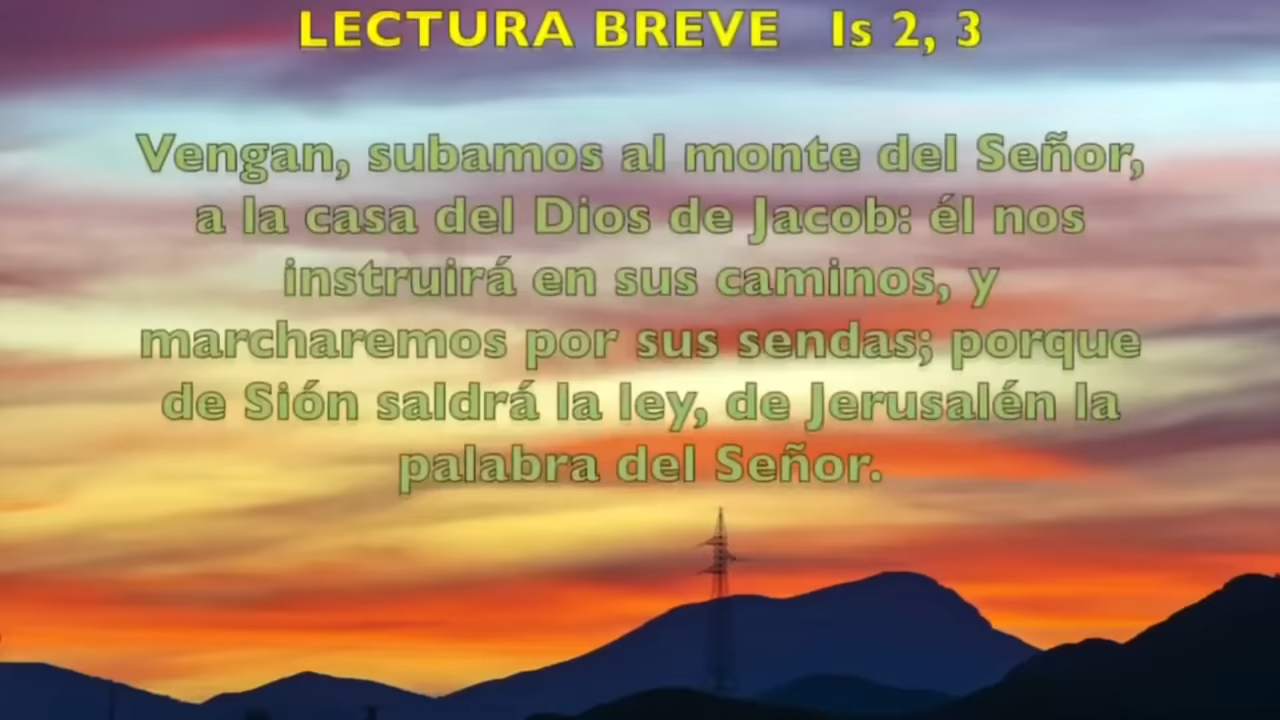 LECTURA BREVE   Is 2, 3
Vengan, subamos al monte del Señor,
a la casa del Dios de Jacob: él nos
instruirá en sus caminos, y
marcharemos por sus sendas; porque
de Sión saldrá la ley, de Jerusalén la
palabra del Señor.